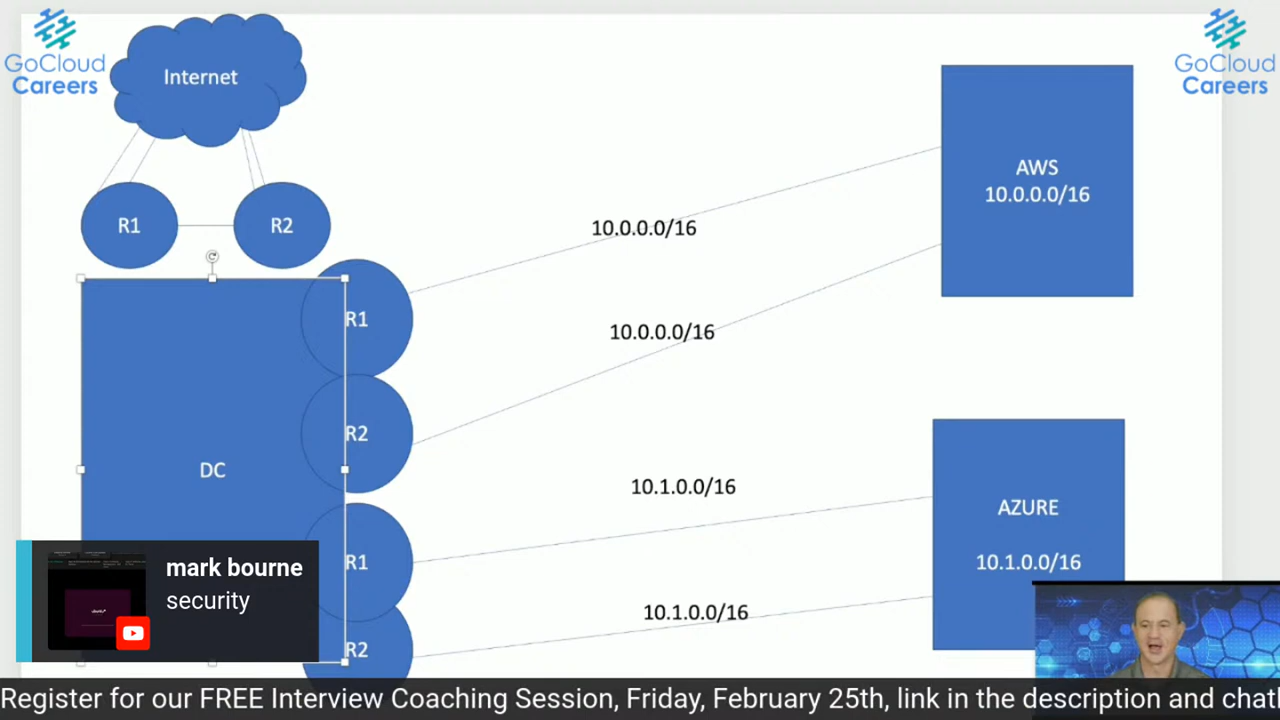 GoCloud
Careers
GoCloud
Careers
Internet
R1
R2
AWS
10.0.0.0/16
10.0.0.0/16
R1
10.0.0.0/16
R2
DC
10.1.0.0/16
AZURE
10.1.0.0/16
R1
10.1.0.0/16
R2
mark bourne
security
Register for our FREE Interview Coaching Session, Friday, February 25th, link in the description and chat!